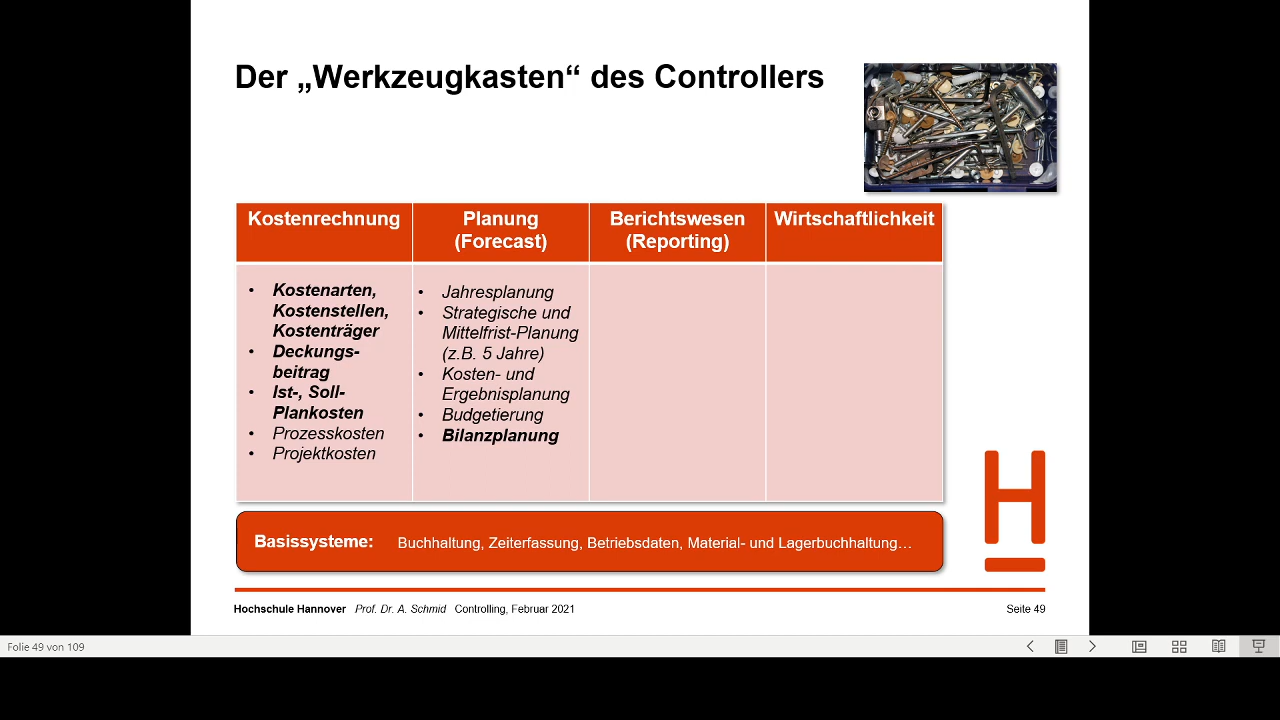 Der „Werkzeugkasten“ des Controllers
Kostenrechnung
Planung
(Forecast)
Berichtswesen
(Reporting)
Wirtschaftlichkeit
• Kostenarten,
Kostenstellen,
Kostenträger
• Deckungs-
beitrag
• Ist-, Soll-
Plankosten
• Prozesskosten
• Projektkosten
• Jahresplanung
• Strategische und
Mittelfrist-Planung
(z.B. 5 Jahre)
• Kosten- und
Ergebnisplanung
• Budgetierung
• Bilanzplanung
Basissysteme: Buchhaltung, Zeiterfassung, Betriebsdaten, Material- und Lagerbuchhaltung…
H
Hochschule Hannover Prof. Dr. A. Schmid Controlling, Februar 2021 Seite 49
Folie 49 von 109